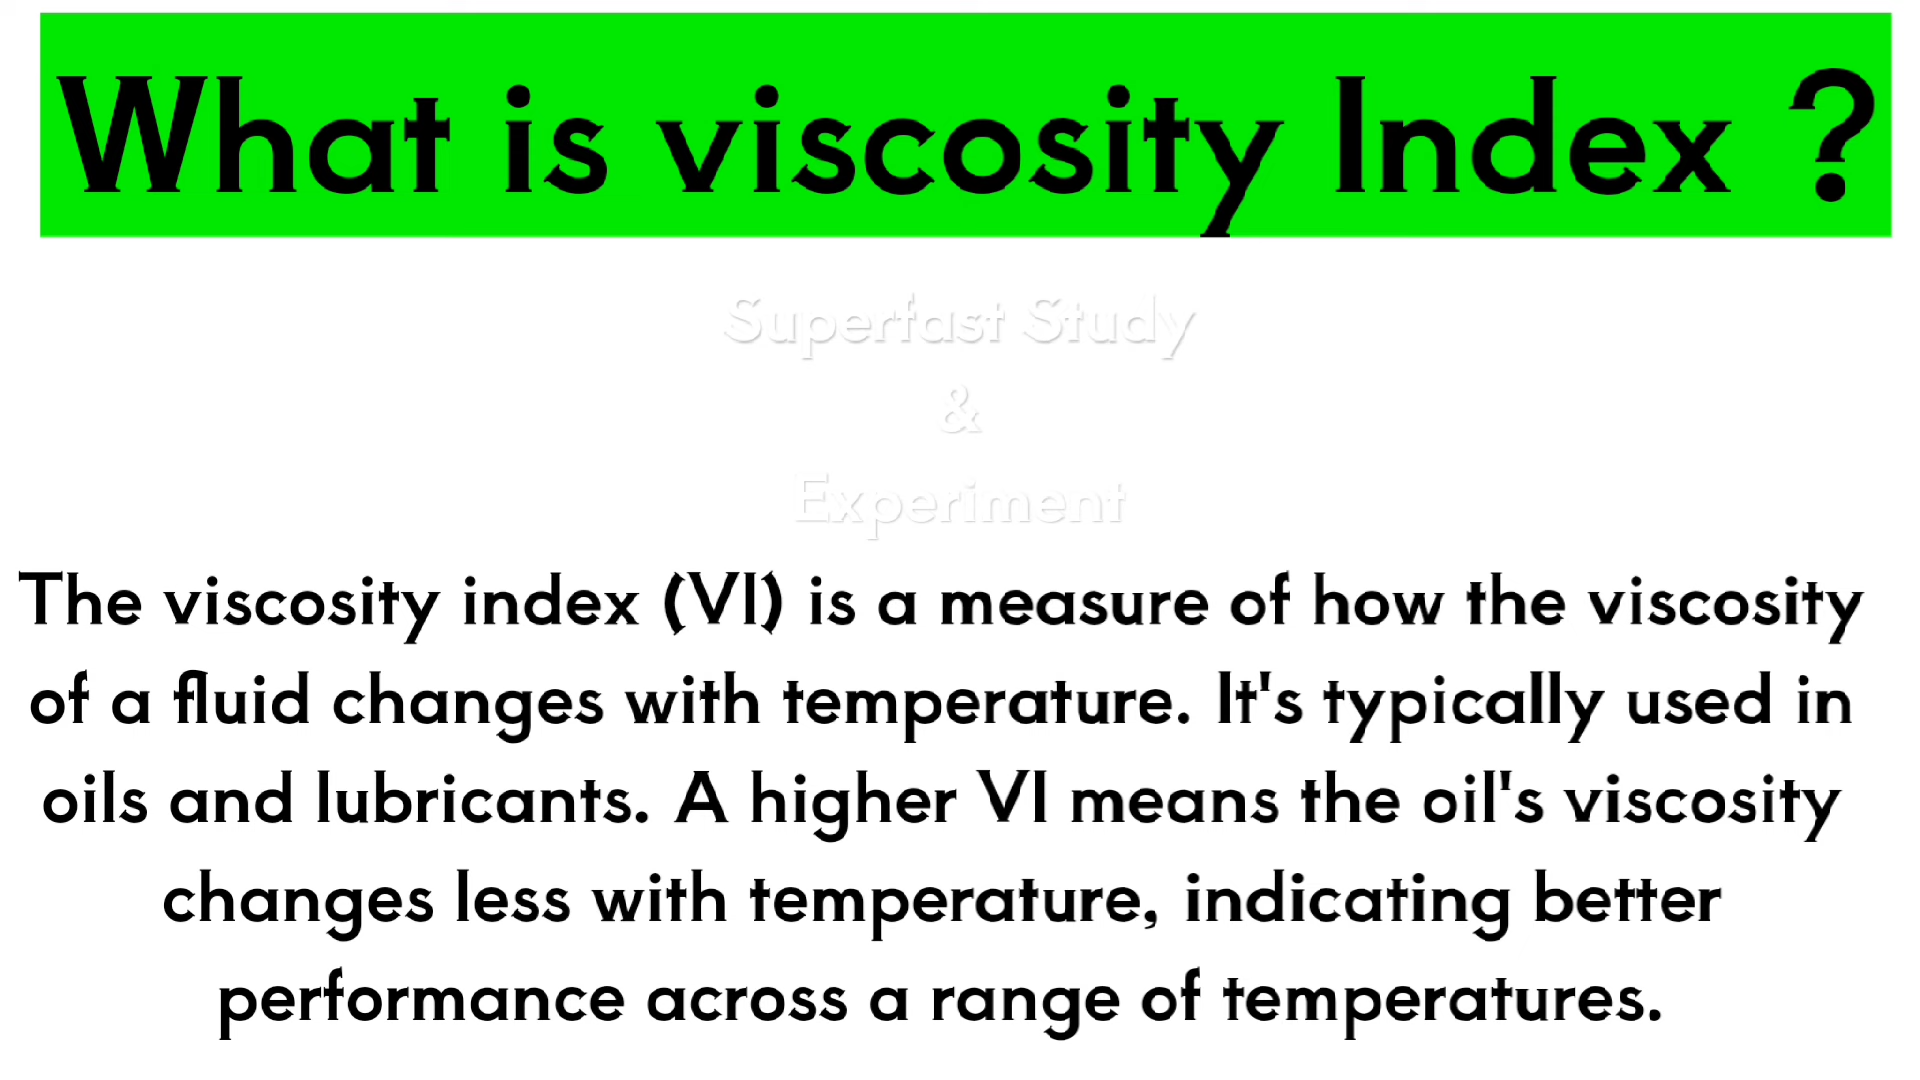 What is viscosity Index ?
Superfast Study
&
Experiment
The viscosity index (VI) is a measure of how the viscosity
of a fluid changes with temperature. It's typically used in
oils and lubricants. A higher VI means the oil's viscosity
changes less with temperature, indicating better
performance across a range of temperatures.